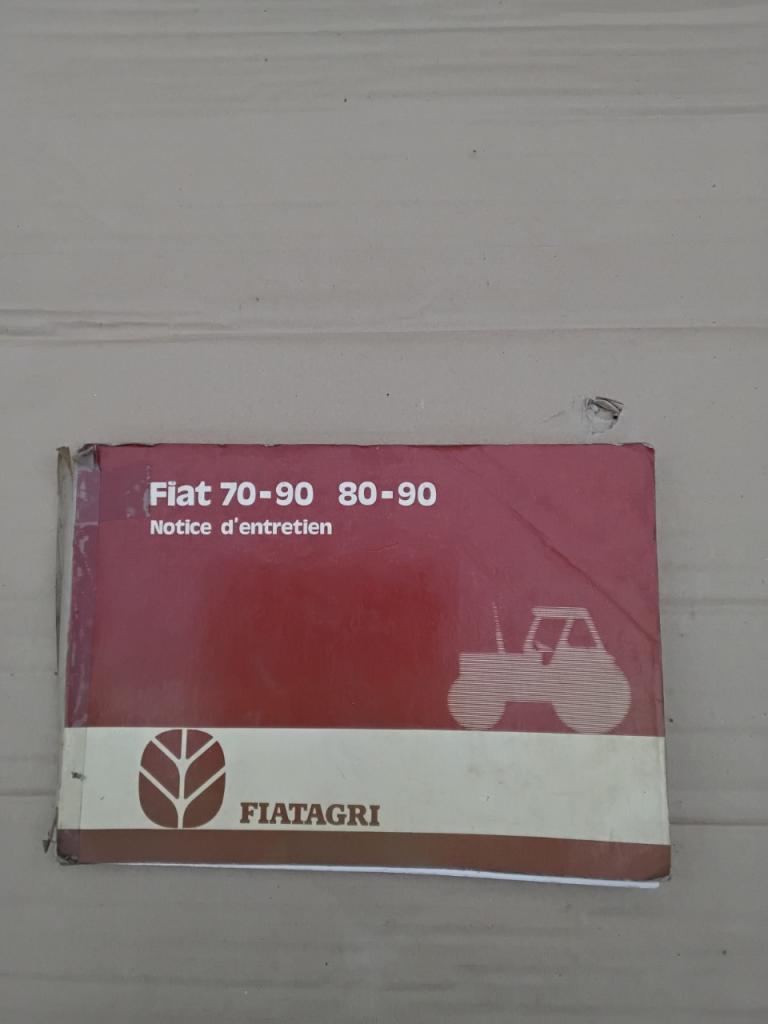 Fiat 70-90 80-90
Notice d'entretien
FIATAGRI